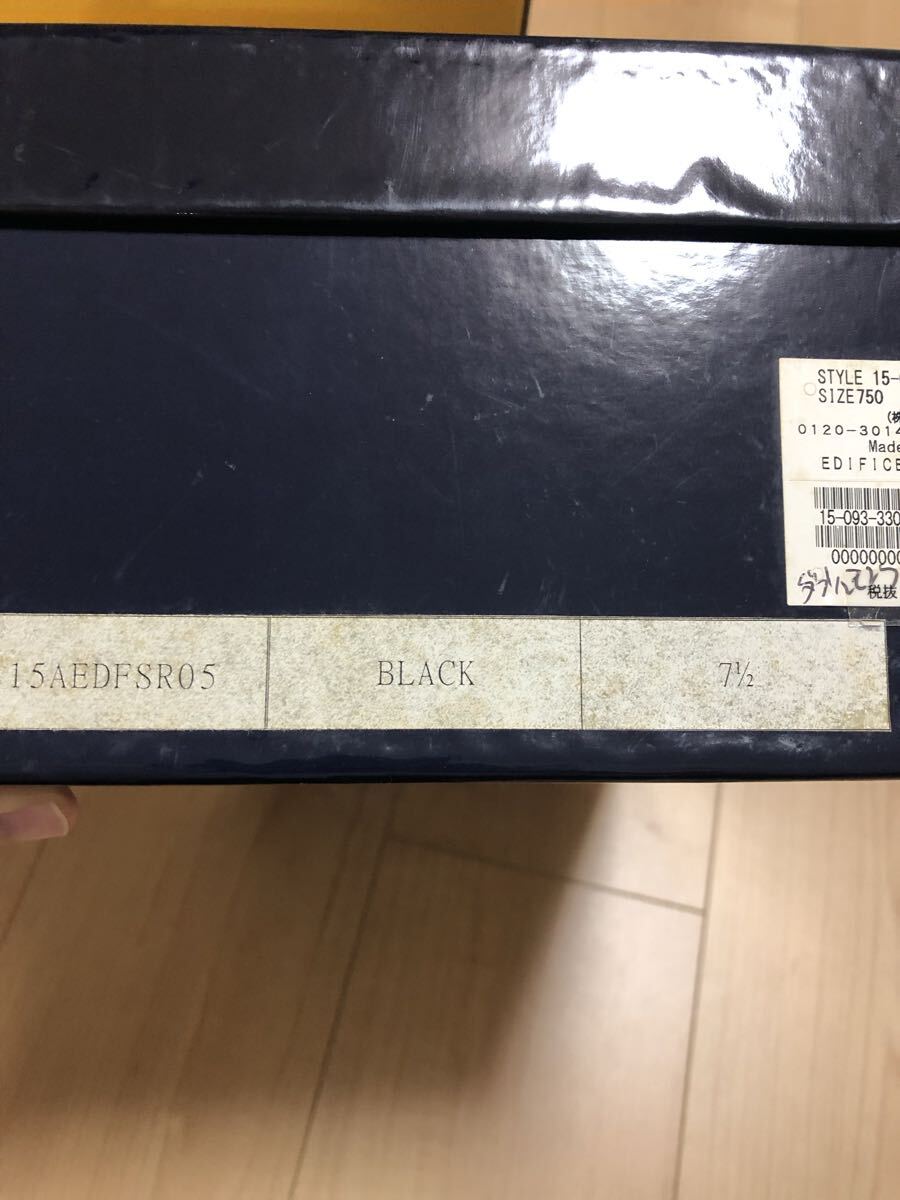 STYLE 15-
SIZE750
0120-3014
Made
EDIFICE
15-093-330
00000000
税抜
15AEDFSR05 BLACK 7½